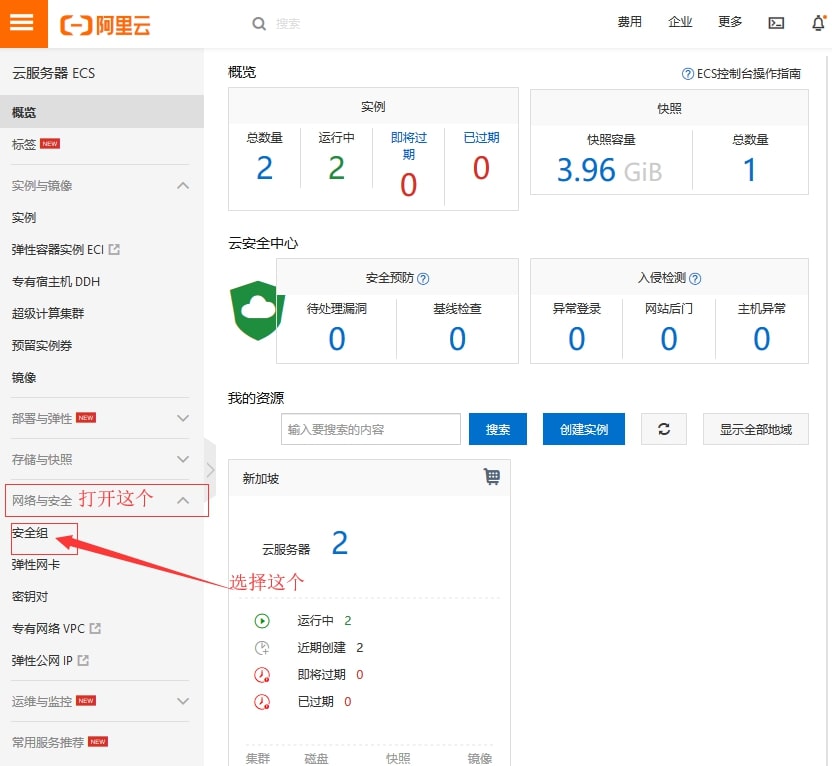 阿里云
搜索
费用
企业
更多
云服务器 ECS
概览
标签 NEW
实例与镜像
实例
弹性容器实例 ECI
专有宿主机 DDH
超级计算集群
预留实例券
镜像
部署与弹性 NEW
存储与快照
网络与安全 打开这个
安全组
弹性网卡
密钥对
专有网络 VPC
弹性公网 IP
运维与监控 NEW
常用服务推荐 NEW
选择这个
概览
ECS控制台操作指南
实例
总数量
2
运行中
2
即将过
期
0
已过期
0
快照
快照容量
3.96 GiB
总数量
1
云安全中心
安全预防
待处理漏洞
0
基线检查
0
入侵检测
异常登录
0
网站后门
0
主机异常
0
我的资源
输入要搜索的内容
搜索
创建实例
显示全部地域
新加坡
云服务器 2
运行中 2
近期创建 2
即将过期 0
已过期 0
集群 磁盘 快照 镜像